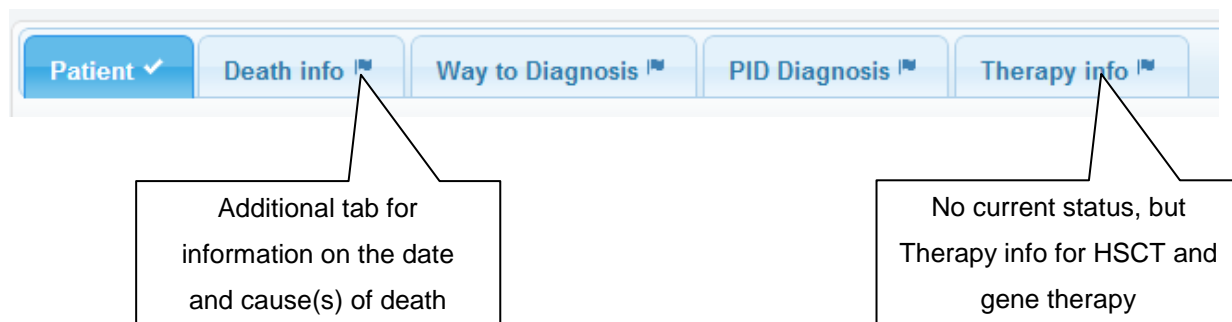 Patient Death info Way to Diagnosis PID Diagnosis Therapy info
Additional tab for
information on the date
and cause(s) of death
No current status, but
Therapy info for HSCT and
gene therapy